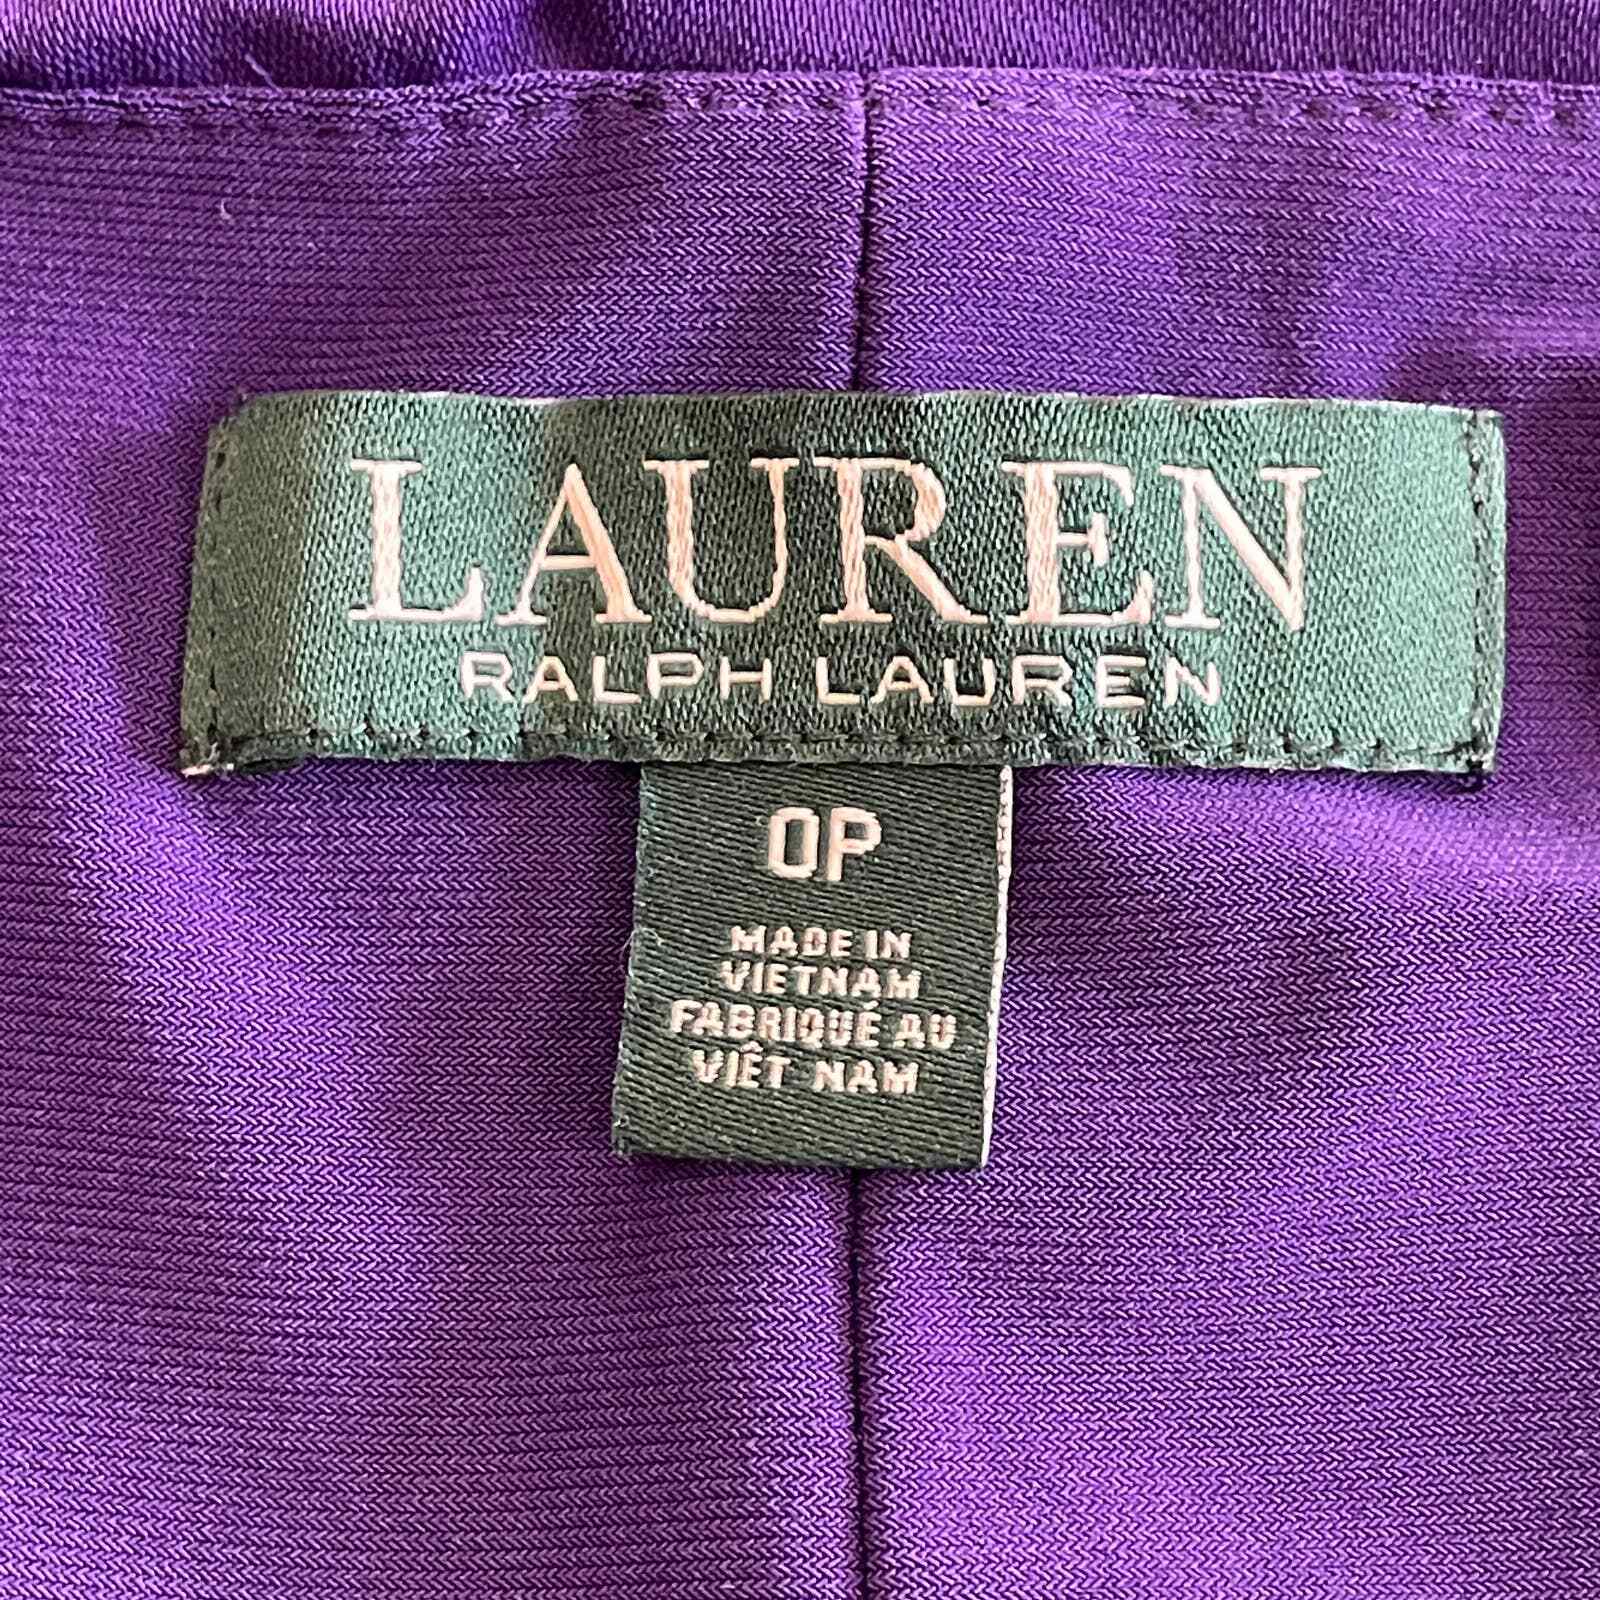 LAUREN
RALPH LAUREN
0P
MADE IN
VIETNAM
FABRIQUÉ AU
VIÊT NAM